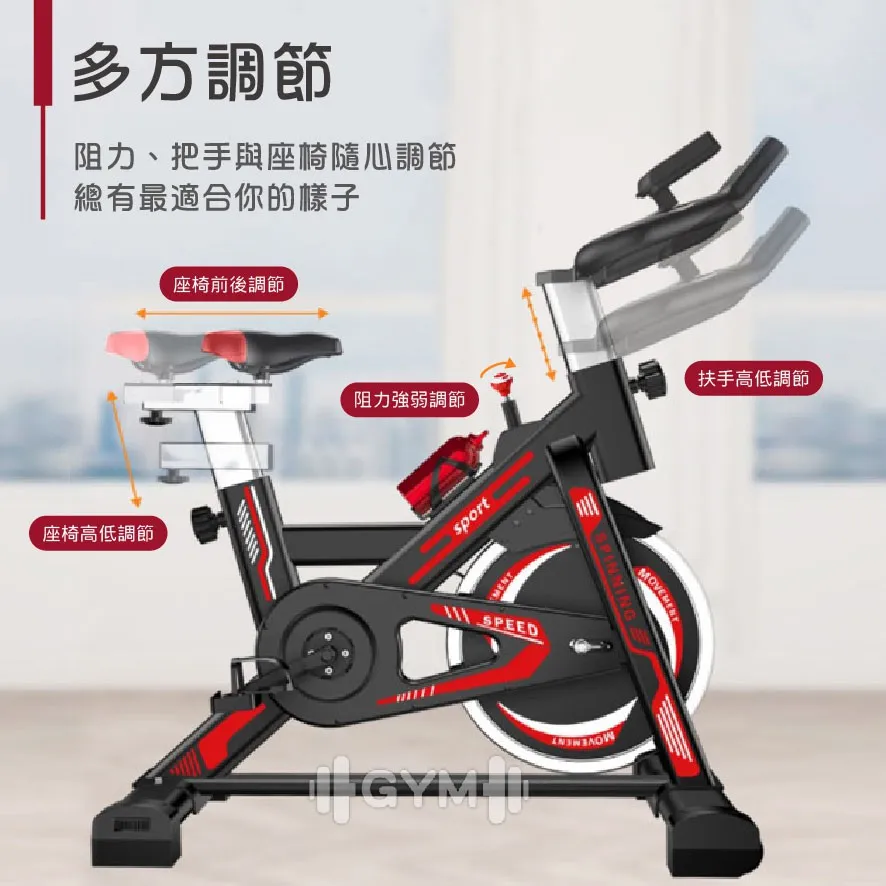 多方調節
阻力、把手與座椅隨心調節
總有最適合你的樣子
座椅前後調節
阻力強弱調節
扶手高低調節
座椅高低調節
sport
SPINNING
MOVEMENT
SPEED
MOVEMENT
GYM